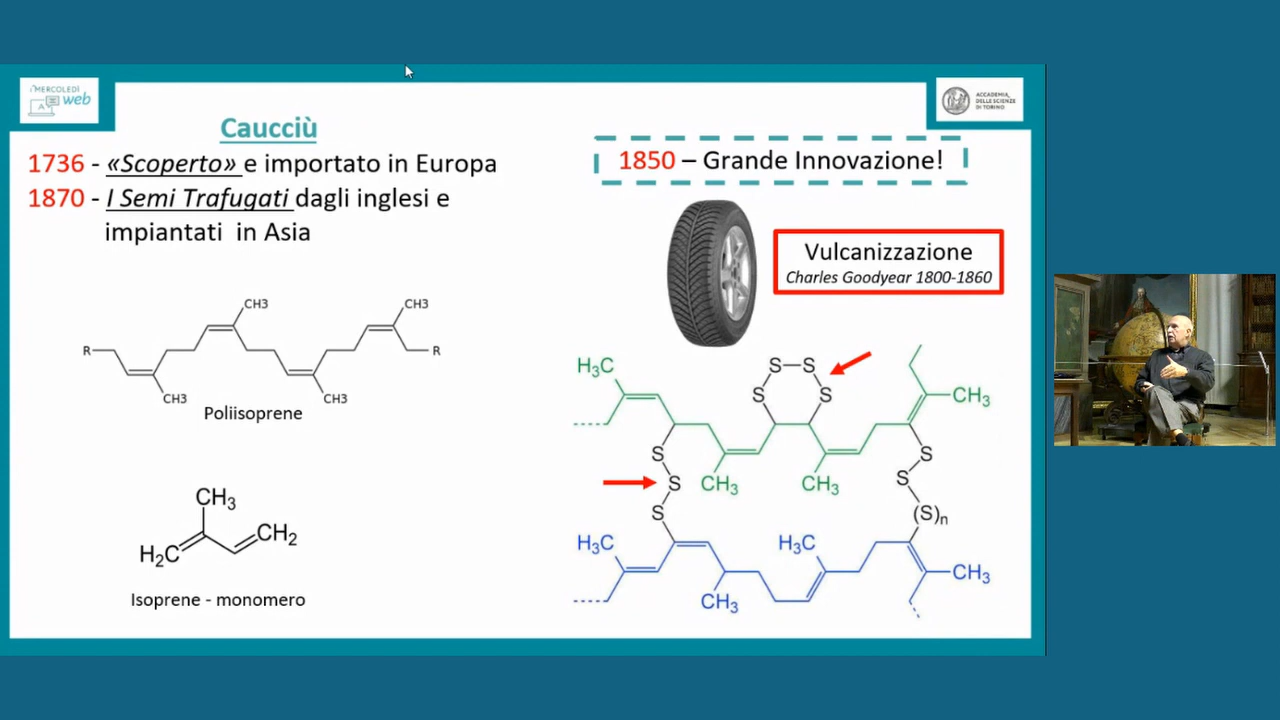 i MERCOLEDÌ
web
ACCADEMIA
DELLE SCIENZE
DI TORINO
Caucciù
1736 - «Scoperto» e importato in Europa
1870 - I Semi Trafugati dagli inglesi e
impiantati in Asia
CH3
CH3
R
R
CH3
CH3
Poliisoprene
CH3
H2C
CH2
Isoprene - monomero
1850 – Grande Innovazione!
Vulcanizzazione
Charles Goodyear 1800-1860
H3C
S
S
S
S
CH3
S
S
S
CH3
CH3
S
S
S
(S)n
H3C
H3C
CH3
CH3